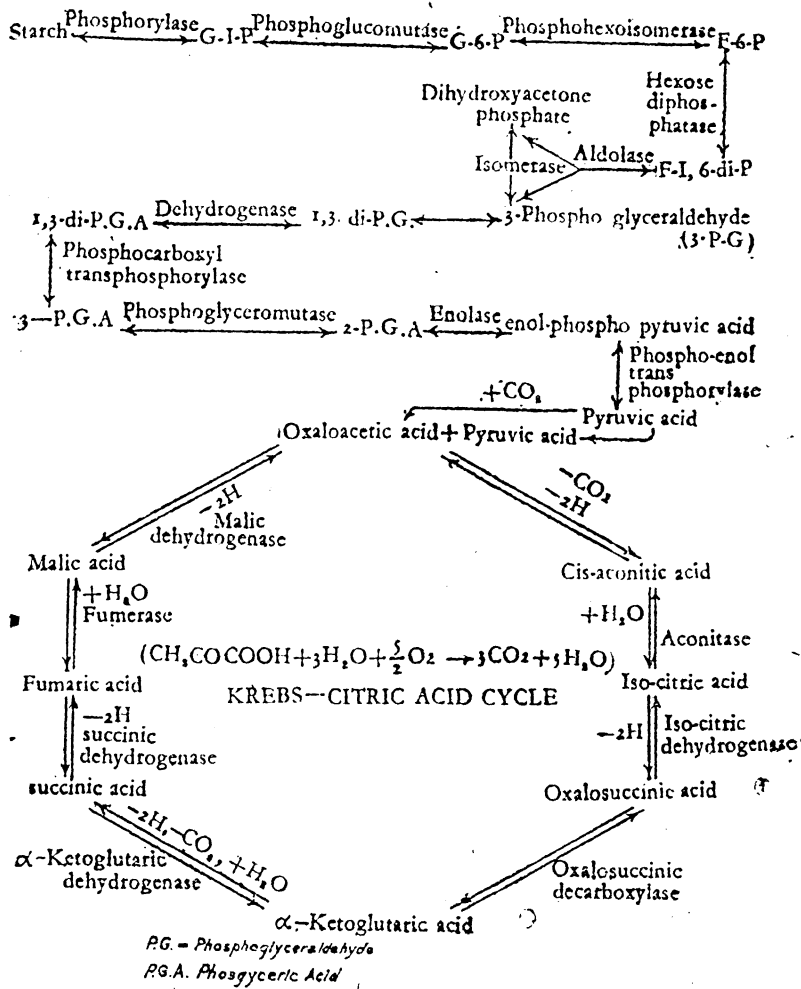 Starch Phosphorylase G-1-P Phosphoglucomutase G-6-P Phosphohexoisomerase F-6-P
Hexose
diphos-
phatase
Dihydroxyacetone
phosphate
Isomerase
Aldolase
F-I, 6-di-P
1,3-di-P.G.A Dehydrogenase 1,3. di-P.G. 3-Phospho glyceraldehyde
(3-P-G)
Phosphocarboxyl
transphosphorylase
3—P.G.A Phosphoglyceromutase 2-P.G.A Enolase enol-phospho pyruvic acid
Phospho-enol
trans
phosphorylase
+CO₂
Pyruvic acid
Oxaloacetic acid+Pyruvic acid
—2H
Malic
dehydrogenase
—CO₂
—2H
Malic acid
Cis-aconitic acid
+H₂O
Fumerase
+H₂O
Aconitase
(CH₃COCOOH+3H₂O+5/2O2→3CO2+5H₂O)
KREBS—CITRIC ACID CYCLE
Fumaric acid
Iso-citric acid
—2H
succinic
dehydrogenase
—2H
Iso-citric
dehydrogenase
succinic acid
Oxalosuccinic acid
—2H,—CO₂,+H₂O
α-Ketoglutaric
dehydrogenase
Oxalosuccinic
decarboxylase
α-Ketoglutaric acid
P.G. = Phosphoglyceraldehyde
P.G.A. Phosgyceric Acid